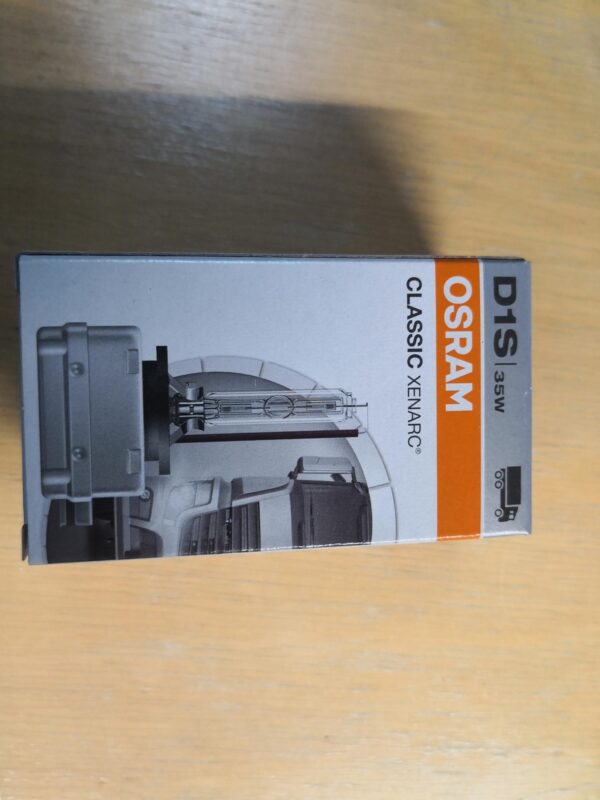 D1S | 35W
OSRAM
CLASSIC XENARC®